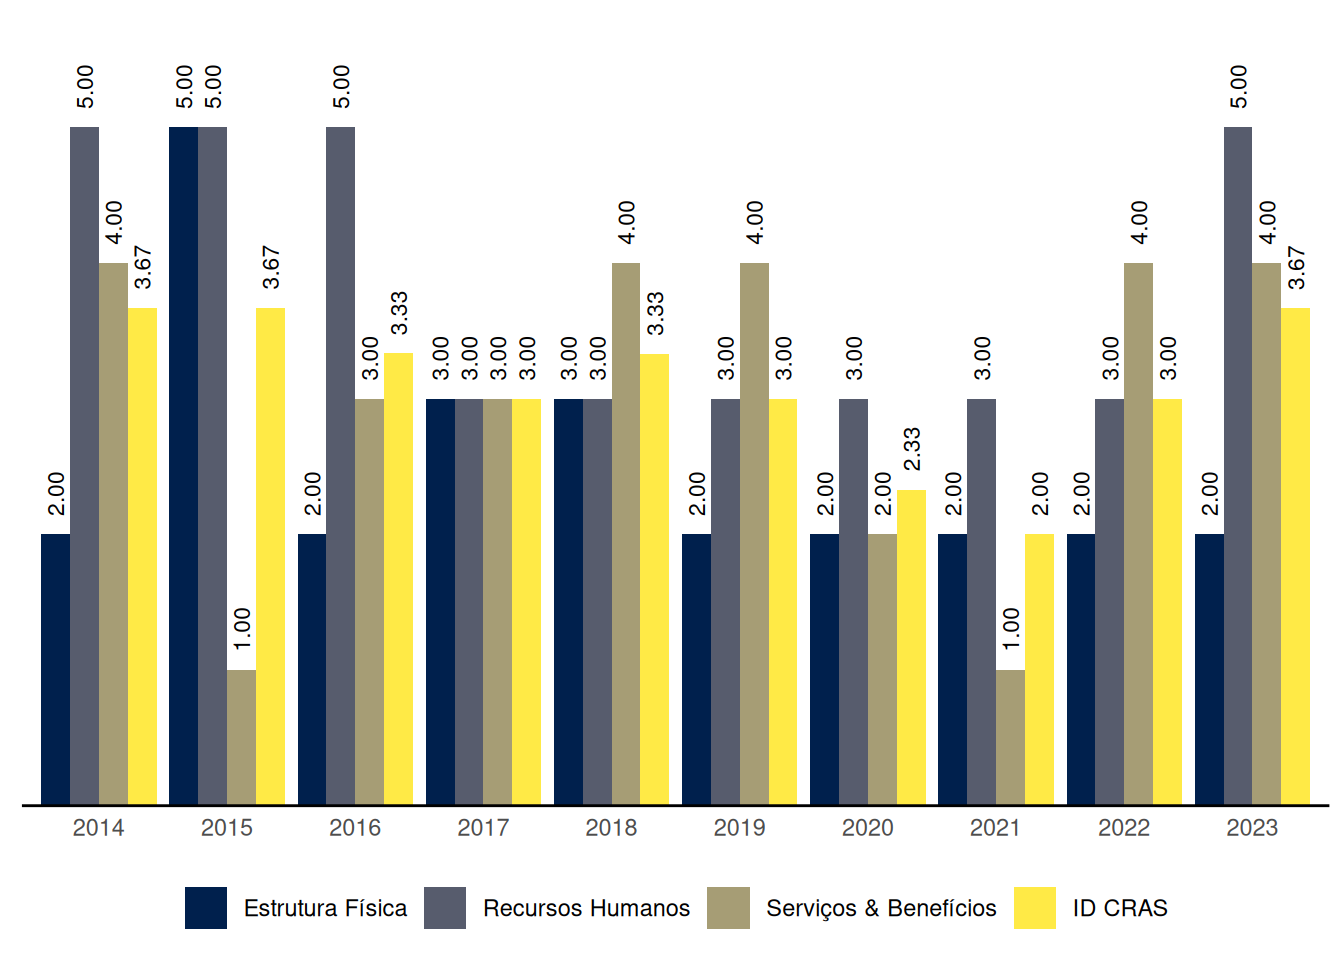 2.00 5.00 4.00 3.67 5.00 5.00 1.00 3.67 2.00 5.00 3.00 3.33 3.00 3.00 3.00 3.00 3.00 3.00 4.00 3.33 2.00 3.00 4.00 3.00 2.00 3.00 2.00 2.33 2.00 3.00 1.00 2.00 2.00 3.00 4.00 3.00 2.00 5.00 4.00 3.67
2014 2015 2016 2017 2018 2019 2020 2021 2022 2023
Estrutura Física Recursos Humanos Serviços & Benefícios ID CRAS